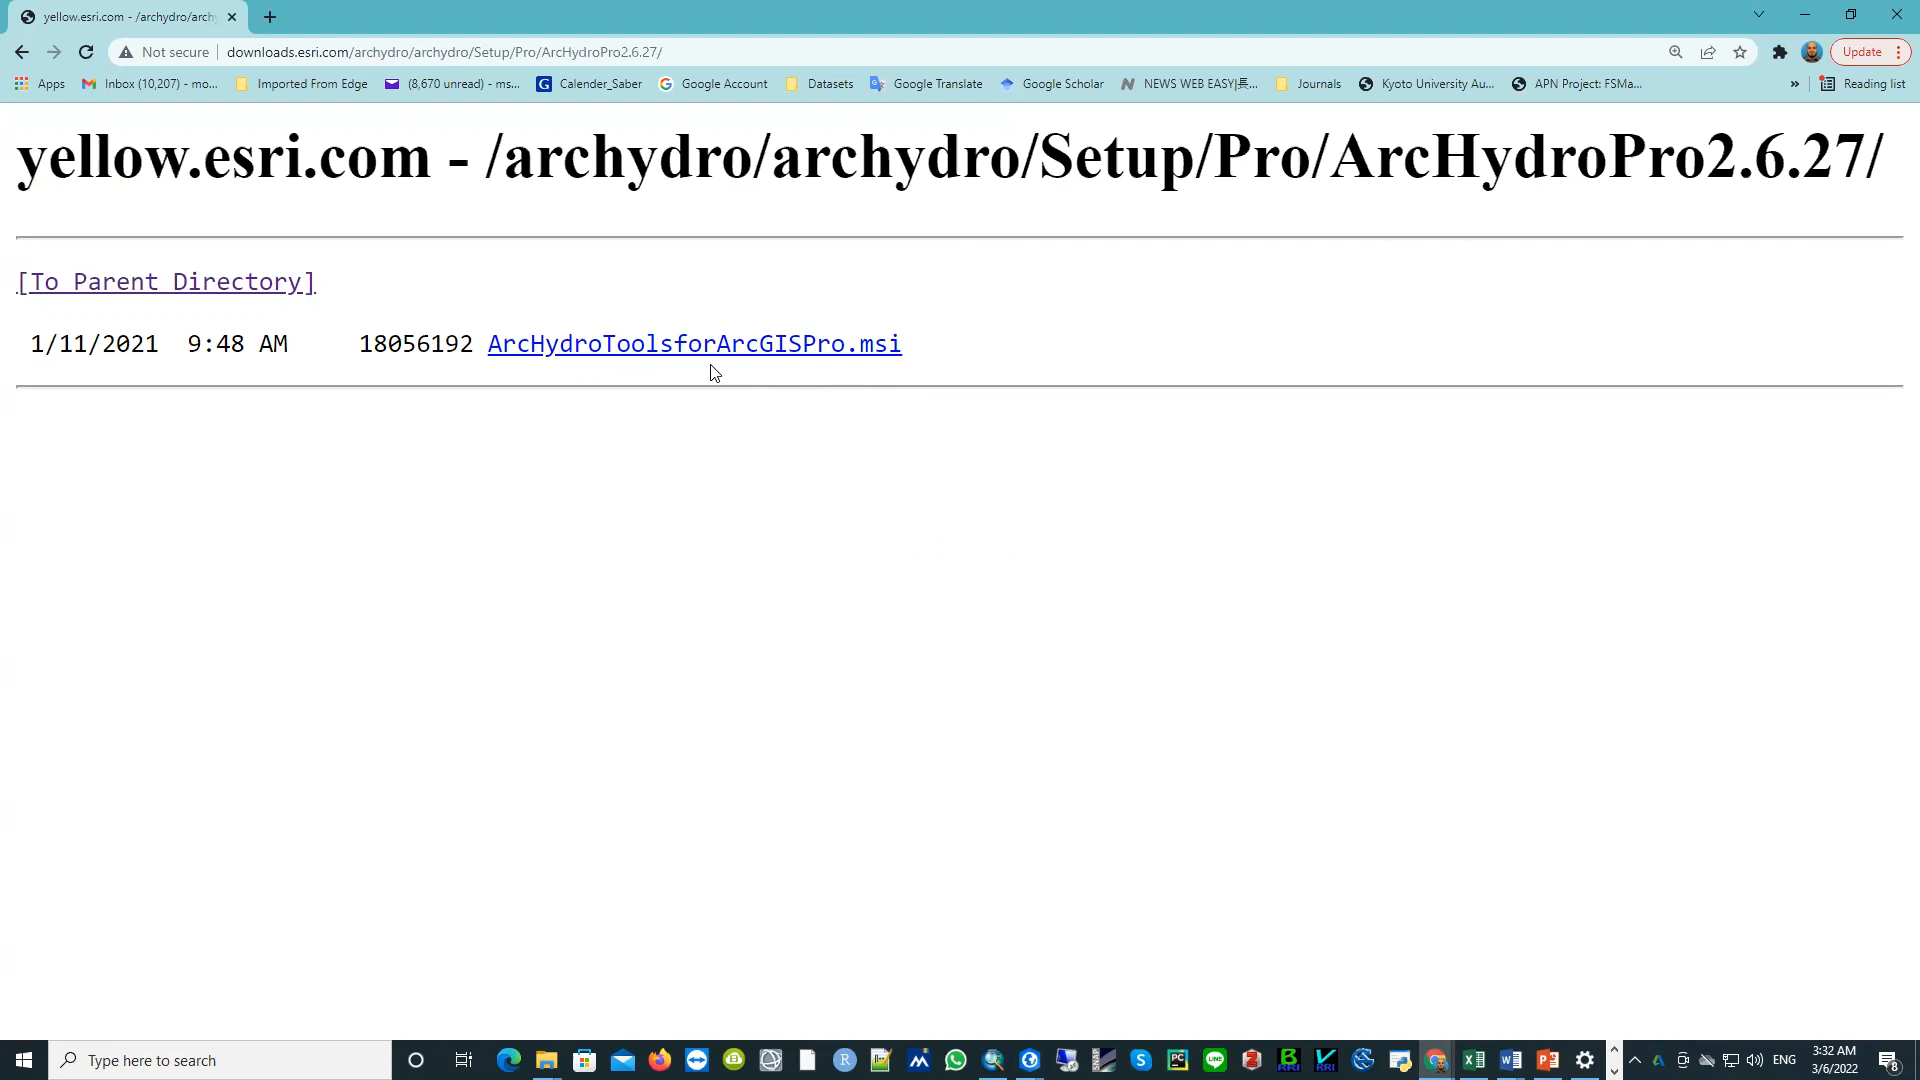 yellow.esri.com - /archydro/arch
Not secure
downloads.esri.com/archydro/archydro/Setup/Pro/ArcHydroPro2.6.27/
Update
Apps
Inbox (10,207) - mo...
Imported From Edge
(8,670 unread) - ms...
Calender_Saber
Google Account
Datasets
Google Translate
Google Scholar
NEWS WEB EASY|長...
Journals
Kyoto University Au...
APN Project: FSMa...
»
Reading list
yellow.esri.com - /archydro/archydro/Setup/Pro/ArcHydroPro2.6.27/
[To Parent Directory]
1/11/2021 9:48 AM 18056192 ArcHydroToolsforArcGISPro.msi
Type here to search
ENG
3:32 AM
3/6/2022
8